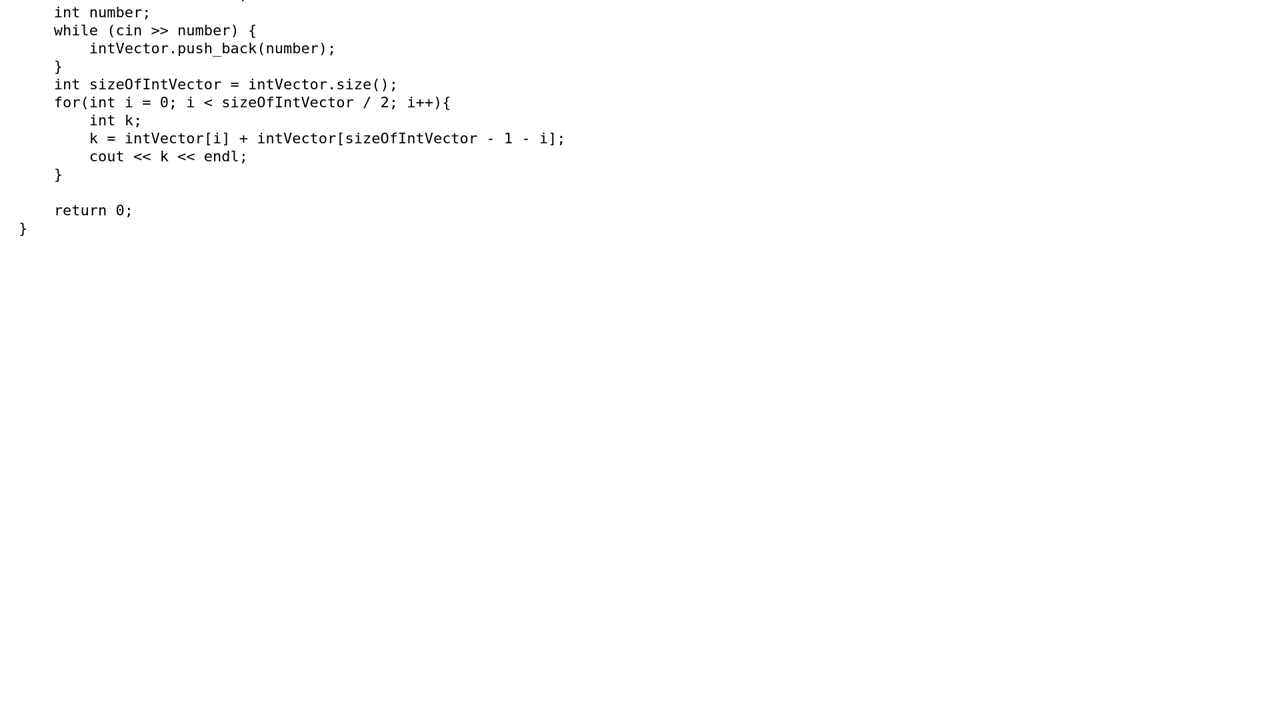 int number;
    while (cin >> number) {
        intVector.push_back(number);
    }
    int sizeOfIntVector = intVector.size();
    for(int i = 0; i < sizeOfIntVector / 2; i++){
        int k;
        k = intVector[i] + intVector[sizeOfIntVector - 1 - i];
        cout << k << endl;
    }

    return 0;
}